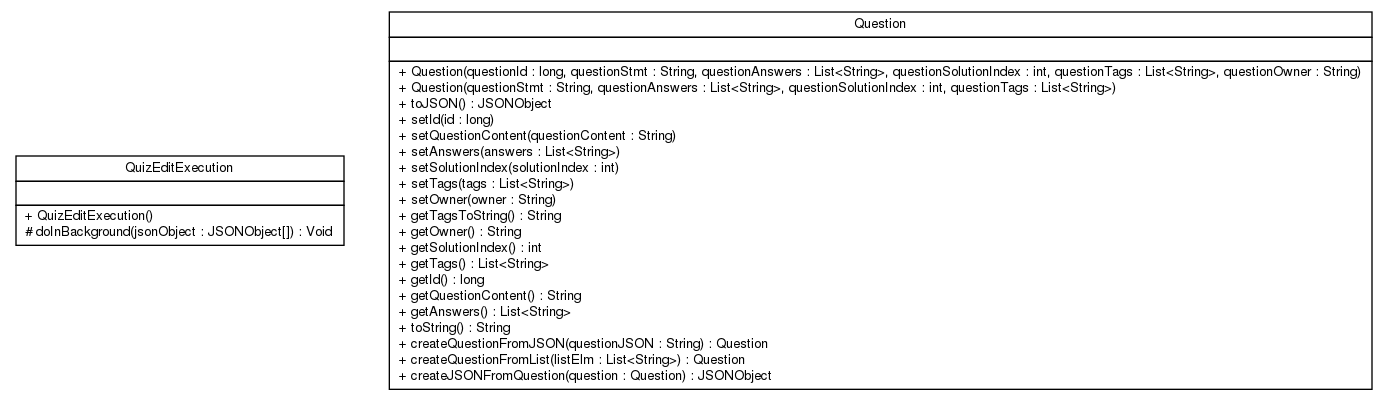 QuizEditExecution
+ QuizEditExecution()
# doInBackground(jsonObject : JSONObject[]) : Void
Question
+ Question(questionId : long, questionStmt : String, questionAnswers : List<String>, questionSolutionIndex : int, questionTags : List<String>, questionOwner : String)
+ Question(questionStmt : String, questionAnswers : List<String>, questionSolutionIndex : int, questionTags : List<String>)
+ toJSON() : JSONObject
+ setId(id : long)
+ setQuestionContent(questionContent : String)
+ setAnswers(answers : List<String>)
+ setSolutionIndex(solutionIndex : int)
+ setTags(tags : List<String>)
+ setOwner(owner : String)
+ getTagsToString() : String
+ getOwner() : String
+ getSolutionIndex() : int
+ getTags() : List<String>
+ getId() : long
+ getQuestionContent() : String
+ getAnswers() : List<String>
+ toString() : String
+ createQuestionFromJSON(questionJSON : String) : Question
+ createQuestionFromList(listElm : List<String>) : Question
+ createJSONFromQuestion(question : Question) : JSONObject